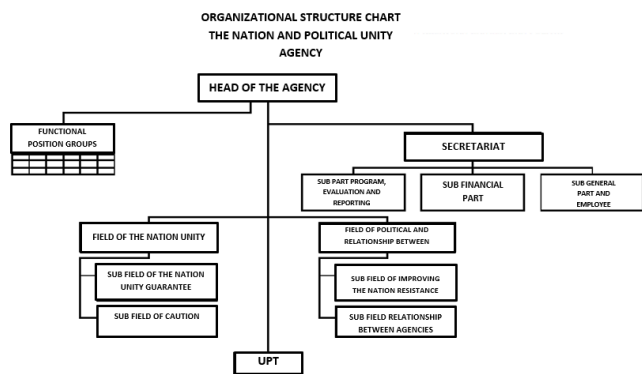 ORGANIZATIONAL STRUCTURE CHART
THE NATION AND POLITICAL UNITY
AGENCY
HEAD OF THE AGENCY
FUNCTIONAL
POSITION GROUPS
SECRETARIAT
SUB PART PROGRAM,
EVALUATION AND
REPORTING
SUB FINANCIAL
PART
SUB GENERAL
PART AND
EMPLOYEE
FIELD OF THE NATION UNITY
SUB FIELD OF THE NATION
UNITY GUARANTEE
SUB FIELD OF CAUTION
FIELD OF POLITICAL AND
RELATIONSHIP BETWEEN
SUB FIELD OF IMPROVING
THE NATION RESISTANCE
SUB FIELD RELATIONSHIP
BETWEEN AGENCIES
UPT